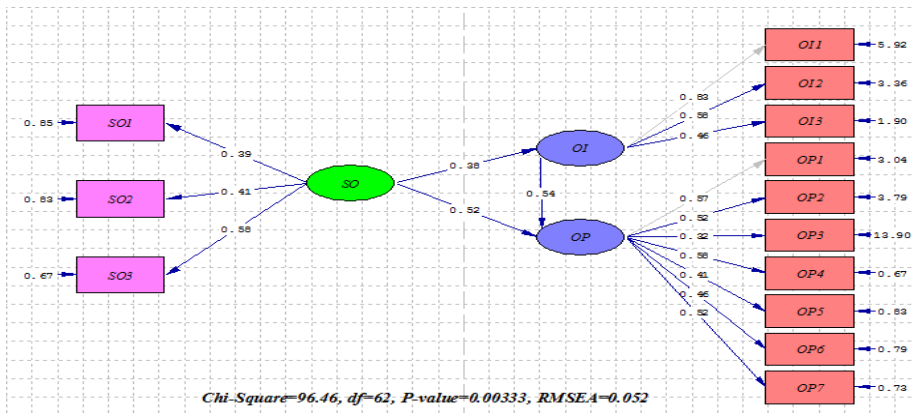 OI1
5.92
OI2
3.36
0.83
0.58
0.46
OI3
1.90
0.85
SO1
OI
0.39
0.38
OP1
3.04
SO
0.54
0.57
0.83
SO2
0.41
0.52
OP2
3.79
0.52
OP
0.32
OP3
13.90
0.58
0.58
OP4
0.67
0.67
SO3
0.41
0.46
0.52
OP5
0.83
OP6
0.79
OP7
0.73
Chi-Square=96.46, df=62, P-value=0.00333, RMSEA=0.052